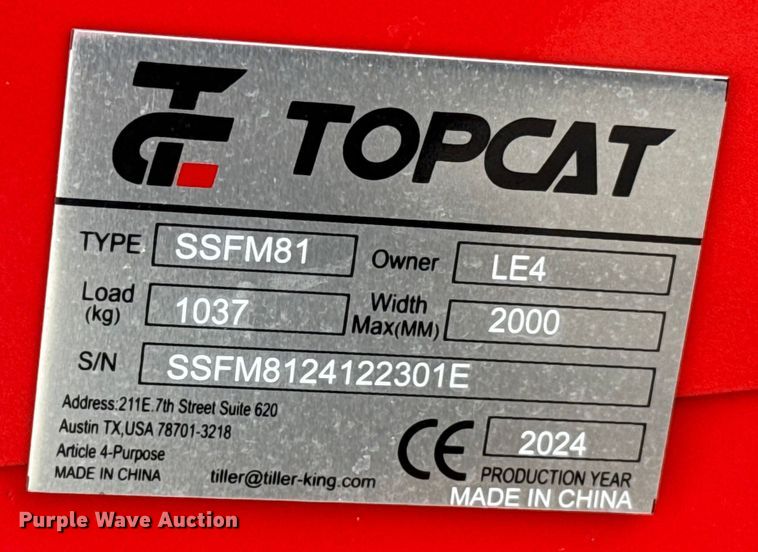 TOPCAT
TYPE SSFM81 Owner LE4
Load (kg) 1037 Width Max(MM) 2000
S/N SSFM8124122301E
Address:211E.7th Street Suite 620
Austin TX,USA 78701-3218
Article 4-Purpose
MADE IN CHINA tiller@tiller-king.com
CE 2024
PRODUCTION YEAR
MADE IN CHINA
Purple Wave Auction